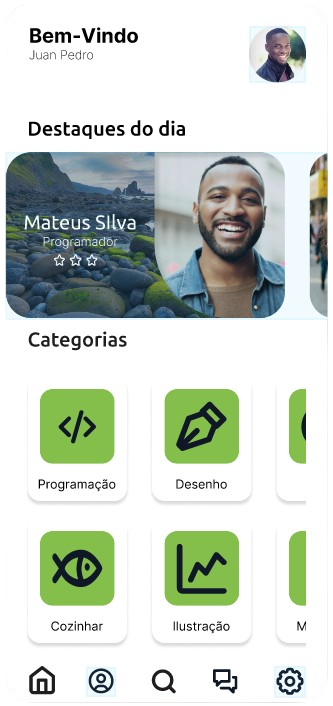 Bem-Vindo
Juan Pedro
Destaques do dia
Mateus SIlva
Programador
Categorias
Programação
Desenho
Cozinhar
Ilustração
M